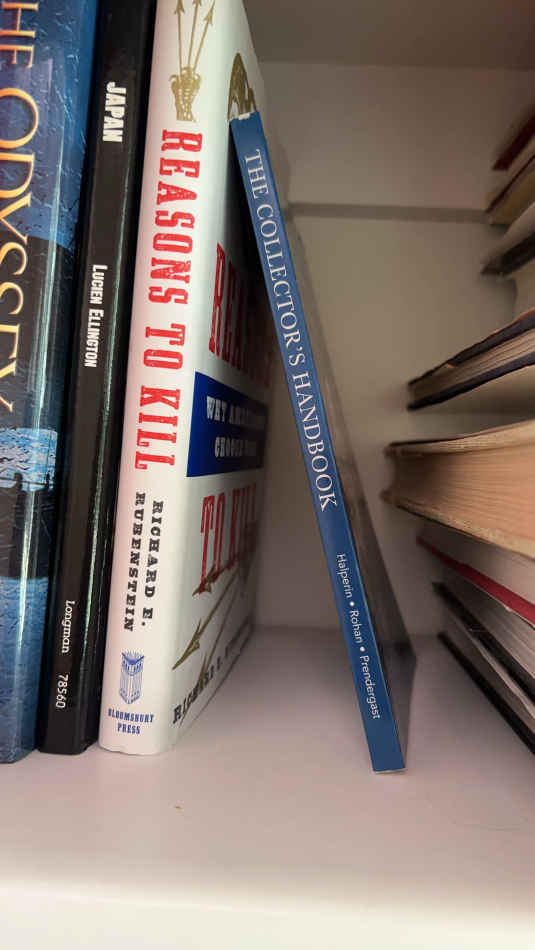 THE ODYSSEY
JAPAN
LUCIEN ELLINGTON
Longman
78560
REASONS TO KILL
RICHARD E.
RUBENSTEIN
BLOOMSBURY
PRESS
TO
THE COLLECTOR'S HANDBOOK
Halperin • Rohan • Prendergast